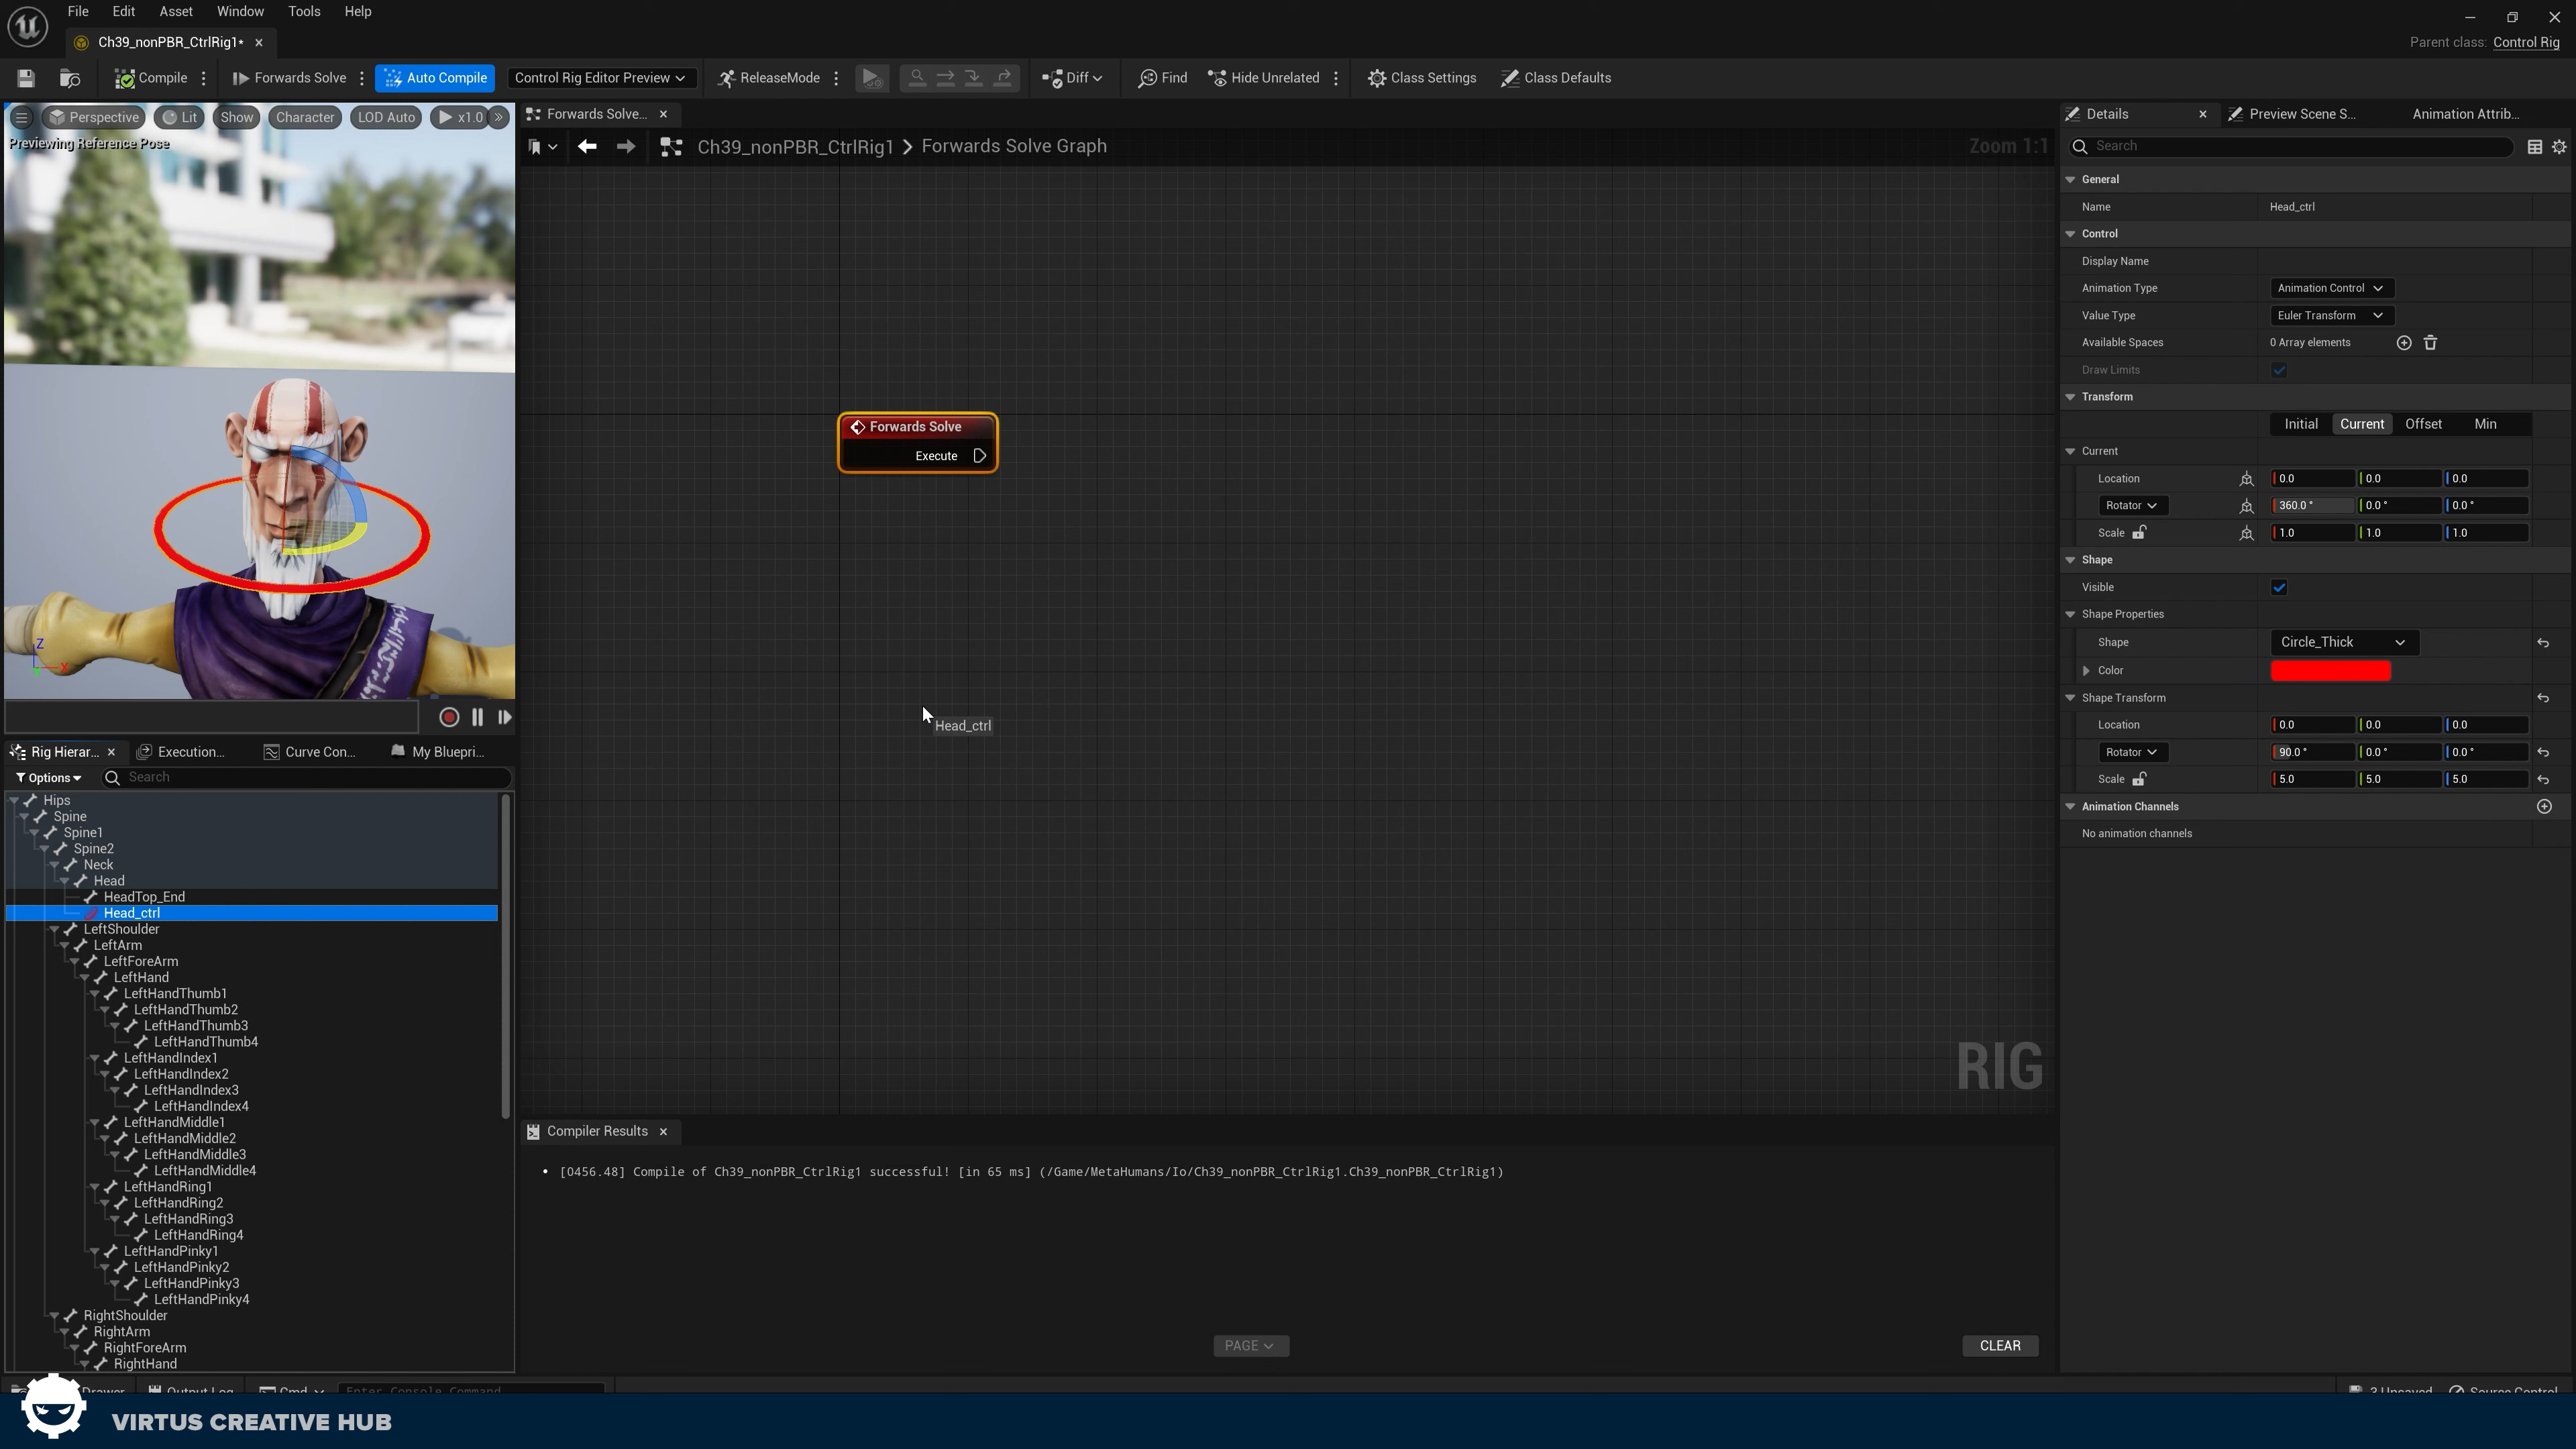 File Edit Asset Window Tools Help
Ch39_nonPBR_CtrlRig1*
Parent class: Control Rig
Compile Forwards Solve Auto Compile Control Rig Editor Preview ReleaseMode Diff Find Hide Unrelated Class Settings Class Defaults
Perspective Lit Show Character LOD Auto x1.0
Previewing Reference Pose
Z
X
Y
Rig Hierar... Execution... Curve Con... My Bluepri...
Options Search
Hips
Spine
Spine1
Spine2
Neck
Head
HeadTop_End
Head_ctrl
LeftShoulder
LeftArm
LeftForeArm
LeftHand
LeftHandThumb1
LeftHandThumb2
LeftHandThumb3
LeftHandThumb4
LeftHandIndex1
LeftHandIndex2
LeftHandIndex3
LeftHandIndex4
LeftHandMiddle1
LeftHandMiddle2
LeftHandMiddle3
LeftHandMiddle4
LeftHandRing1
LeftHandRing2
LeftHandRing3
LeftHandRing4
LeftHandPinky1
LeftHandPinky2
LeftHandPinky3
LeftHandPinky4
RightShoulder
RightArm
RightForeArm
RightHand
Forwards Solve...
Ch39_nonPBR_CtrlRig1 Forwards Solve Graph
Zoom 1:1
Forwards Solve
Execute
Head_ctrl
RIG
Compiler Results
• [0456.48] Compile of Ch39_nonPBR_CtrlRig1 successful! [in 65 ms] (/Game/MetaHumans/Io/Ch39_nonPBR_CtrlRig1.Ch39_nonPBR_CtrlRig1)
PAGE CLEAR
Details Preview Scene S... Animation Attrib...
Search
General
Name Head_ctrl
Control
Display Name
Animation Type Animation Control
Value Type Euler Transform
Available Spaces 0 Array elements
Draw Limits
Transform
Initial Current Offset Min
Current
Location 0.0 0.0 0.0
Rotator 360.0 ° 0.0 ° 0.0 °
Scale 1.0 1.0 1.0
Shape
Visible
Shape Properties
Shape Circle_Thick
Color
Shape Transform
Location 0.0 0.0 0.0
Rotator 90.0 ° 0.0 ° 0.0 °
Scale 5.0 5.0 5.0
Animation Channels
No animation channels
Drawer Output Log Cmd Enter Console Command
3 Unsaved Source Control
VIRTUS CREATIVE HUB